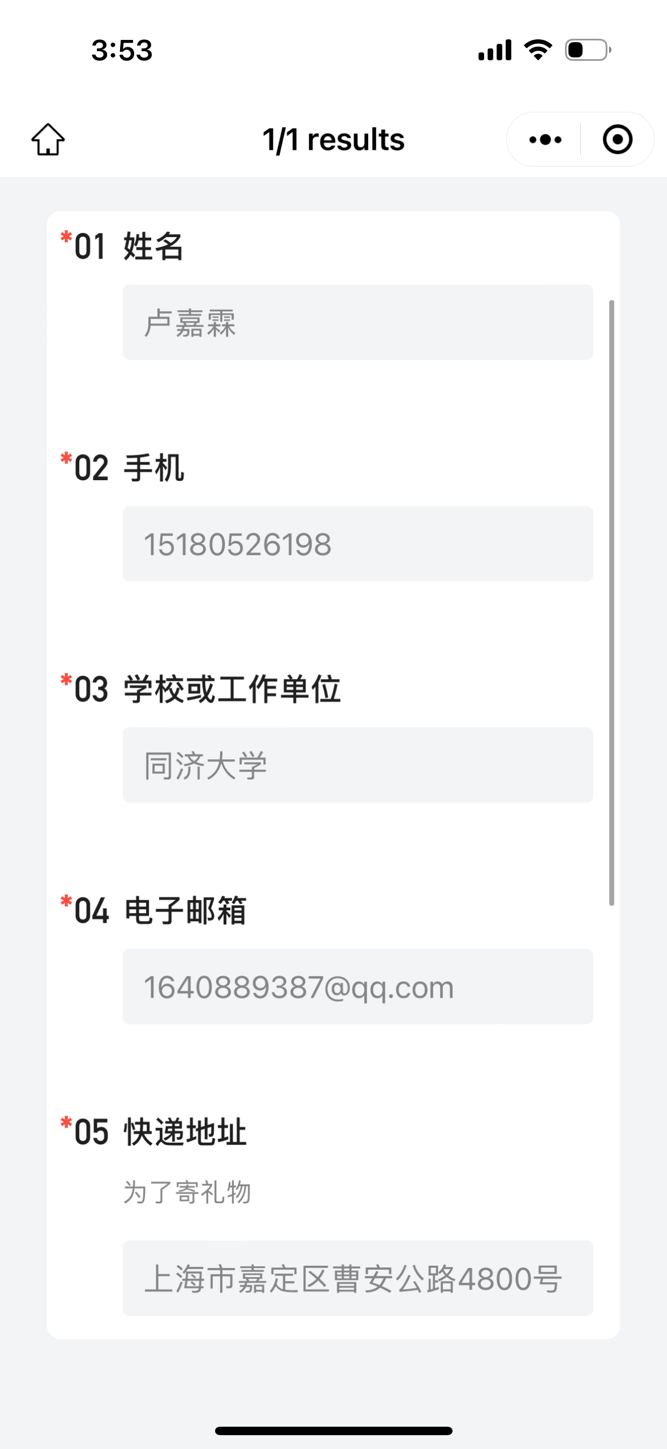 3:53
1/1 results
*01 姓名
卢嘉霖
*02 手机
15180526198
*03 学校或工作单位
同济大学
*04 电子邮箱
1640889387@qq.com
*05 快递地址
为了寄礼物
上海市嘉定区曹安公路4800号